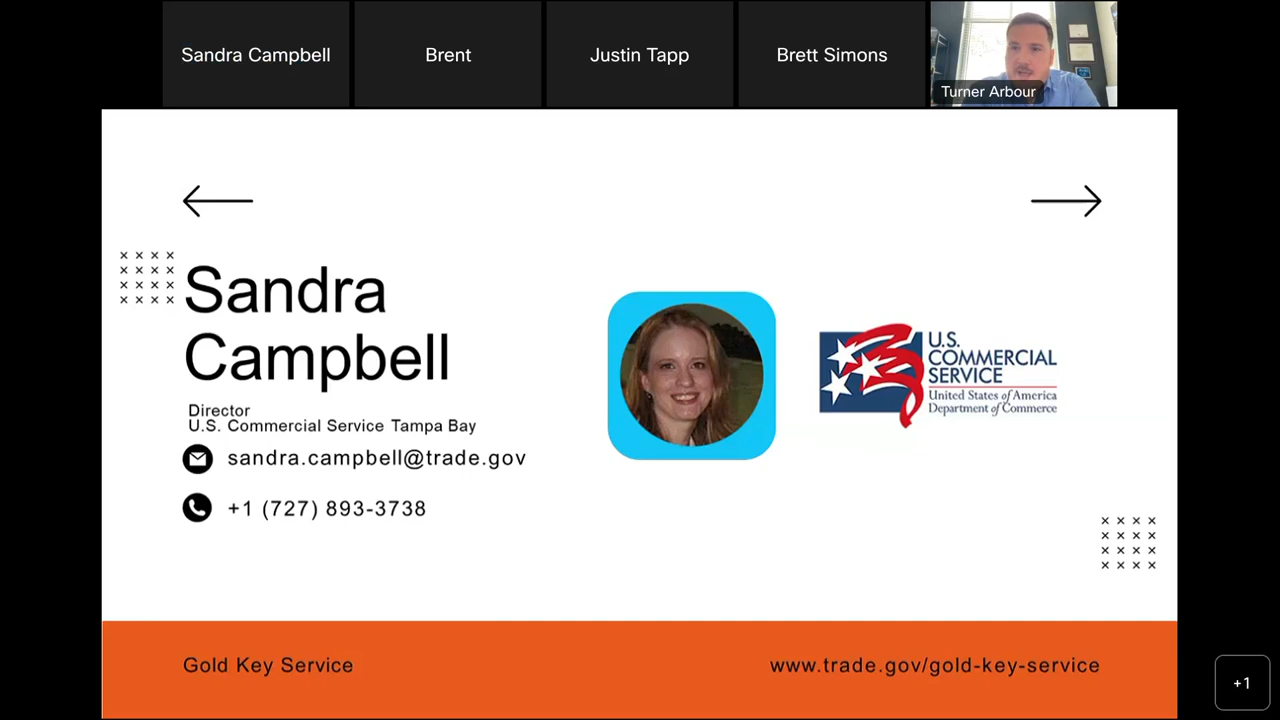 Sandra Campbell
Brent
Justin Tapp
Brett Simons
Turner Arbour
Sandra
Campbell
Director
U.S. Commercial Service Tampa Bay
sandra.campbell@trade.gov
+1 (727) 893-3738
U.S.
COMMERCIAL
SERVICE
United States of America
Department of Commerce
Gold Key Service
www.trade.gov/gold-key-service
+1